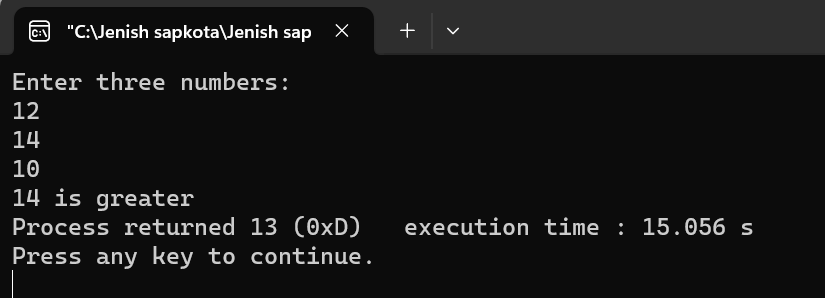 "C:\Jenish sapkota\Jenish sap
Enter three numbers:
12
14
10
14 is greater
Process returned 13 (0xD)   execution time : 15.056 s
Press any key to continue.